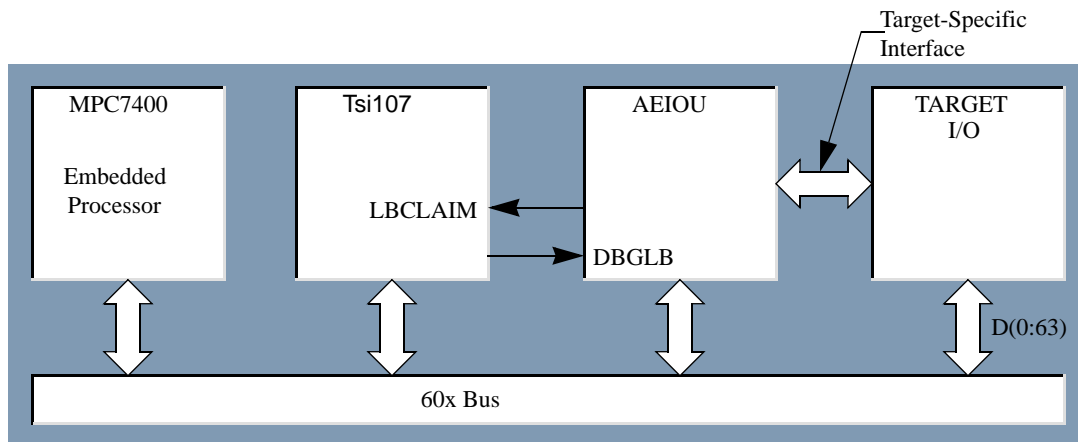 Target-Specific
Interface
MPC7400
Embedded
Processor
Tsi107
LBCLAIM
AEIOU
DBGLB
TARGET
I/O
D(0:63)
60x Bus